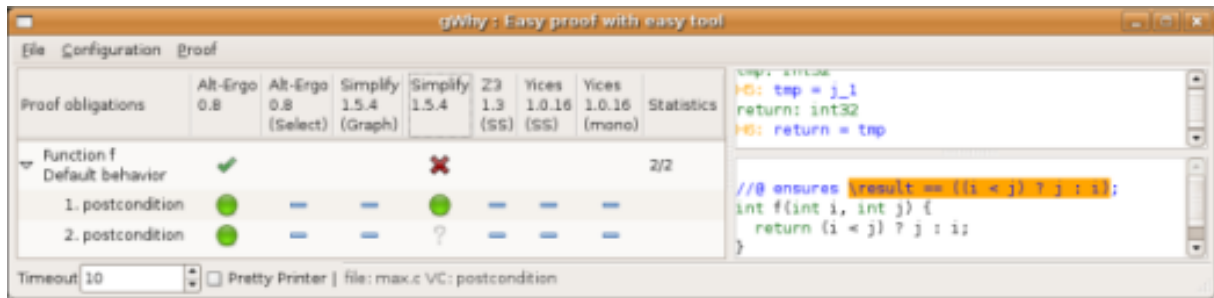 gWhy : Easy proof with easy tool
File Configuration Proof
Proof obligations
Alt-Ergo 0.8
Alt-Ergo 0.8 (Select)
Simplify 1.5.4 (Graph)
Simplify 1.5.4
Z3 1.3 (SS)
Yices 1.0.16 (SS)
Yices 1.0.16 (mono)
Statistics
Function f
Default behavior
2/2
1. postcondition
2. postcondition
?
tmp: int32
H5: tmp = j_1
return: int32
H6: return = tmp
//@ ensures \result == ((i < j) ? j : i);
int f(int i, int j) {
return (i < j) ? j : i;
}
Timeout 10 Pretty Printer | file: max.c VC: postcondition